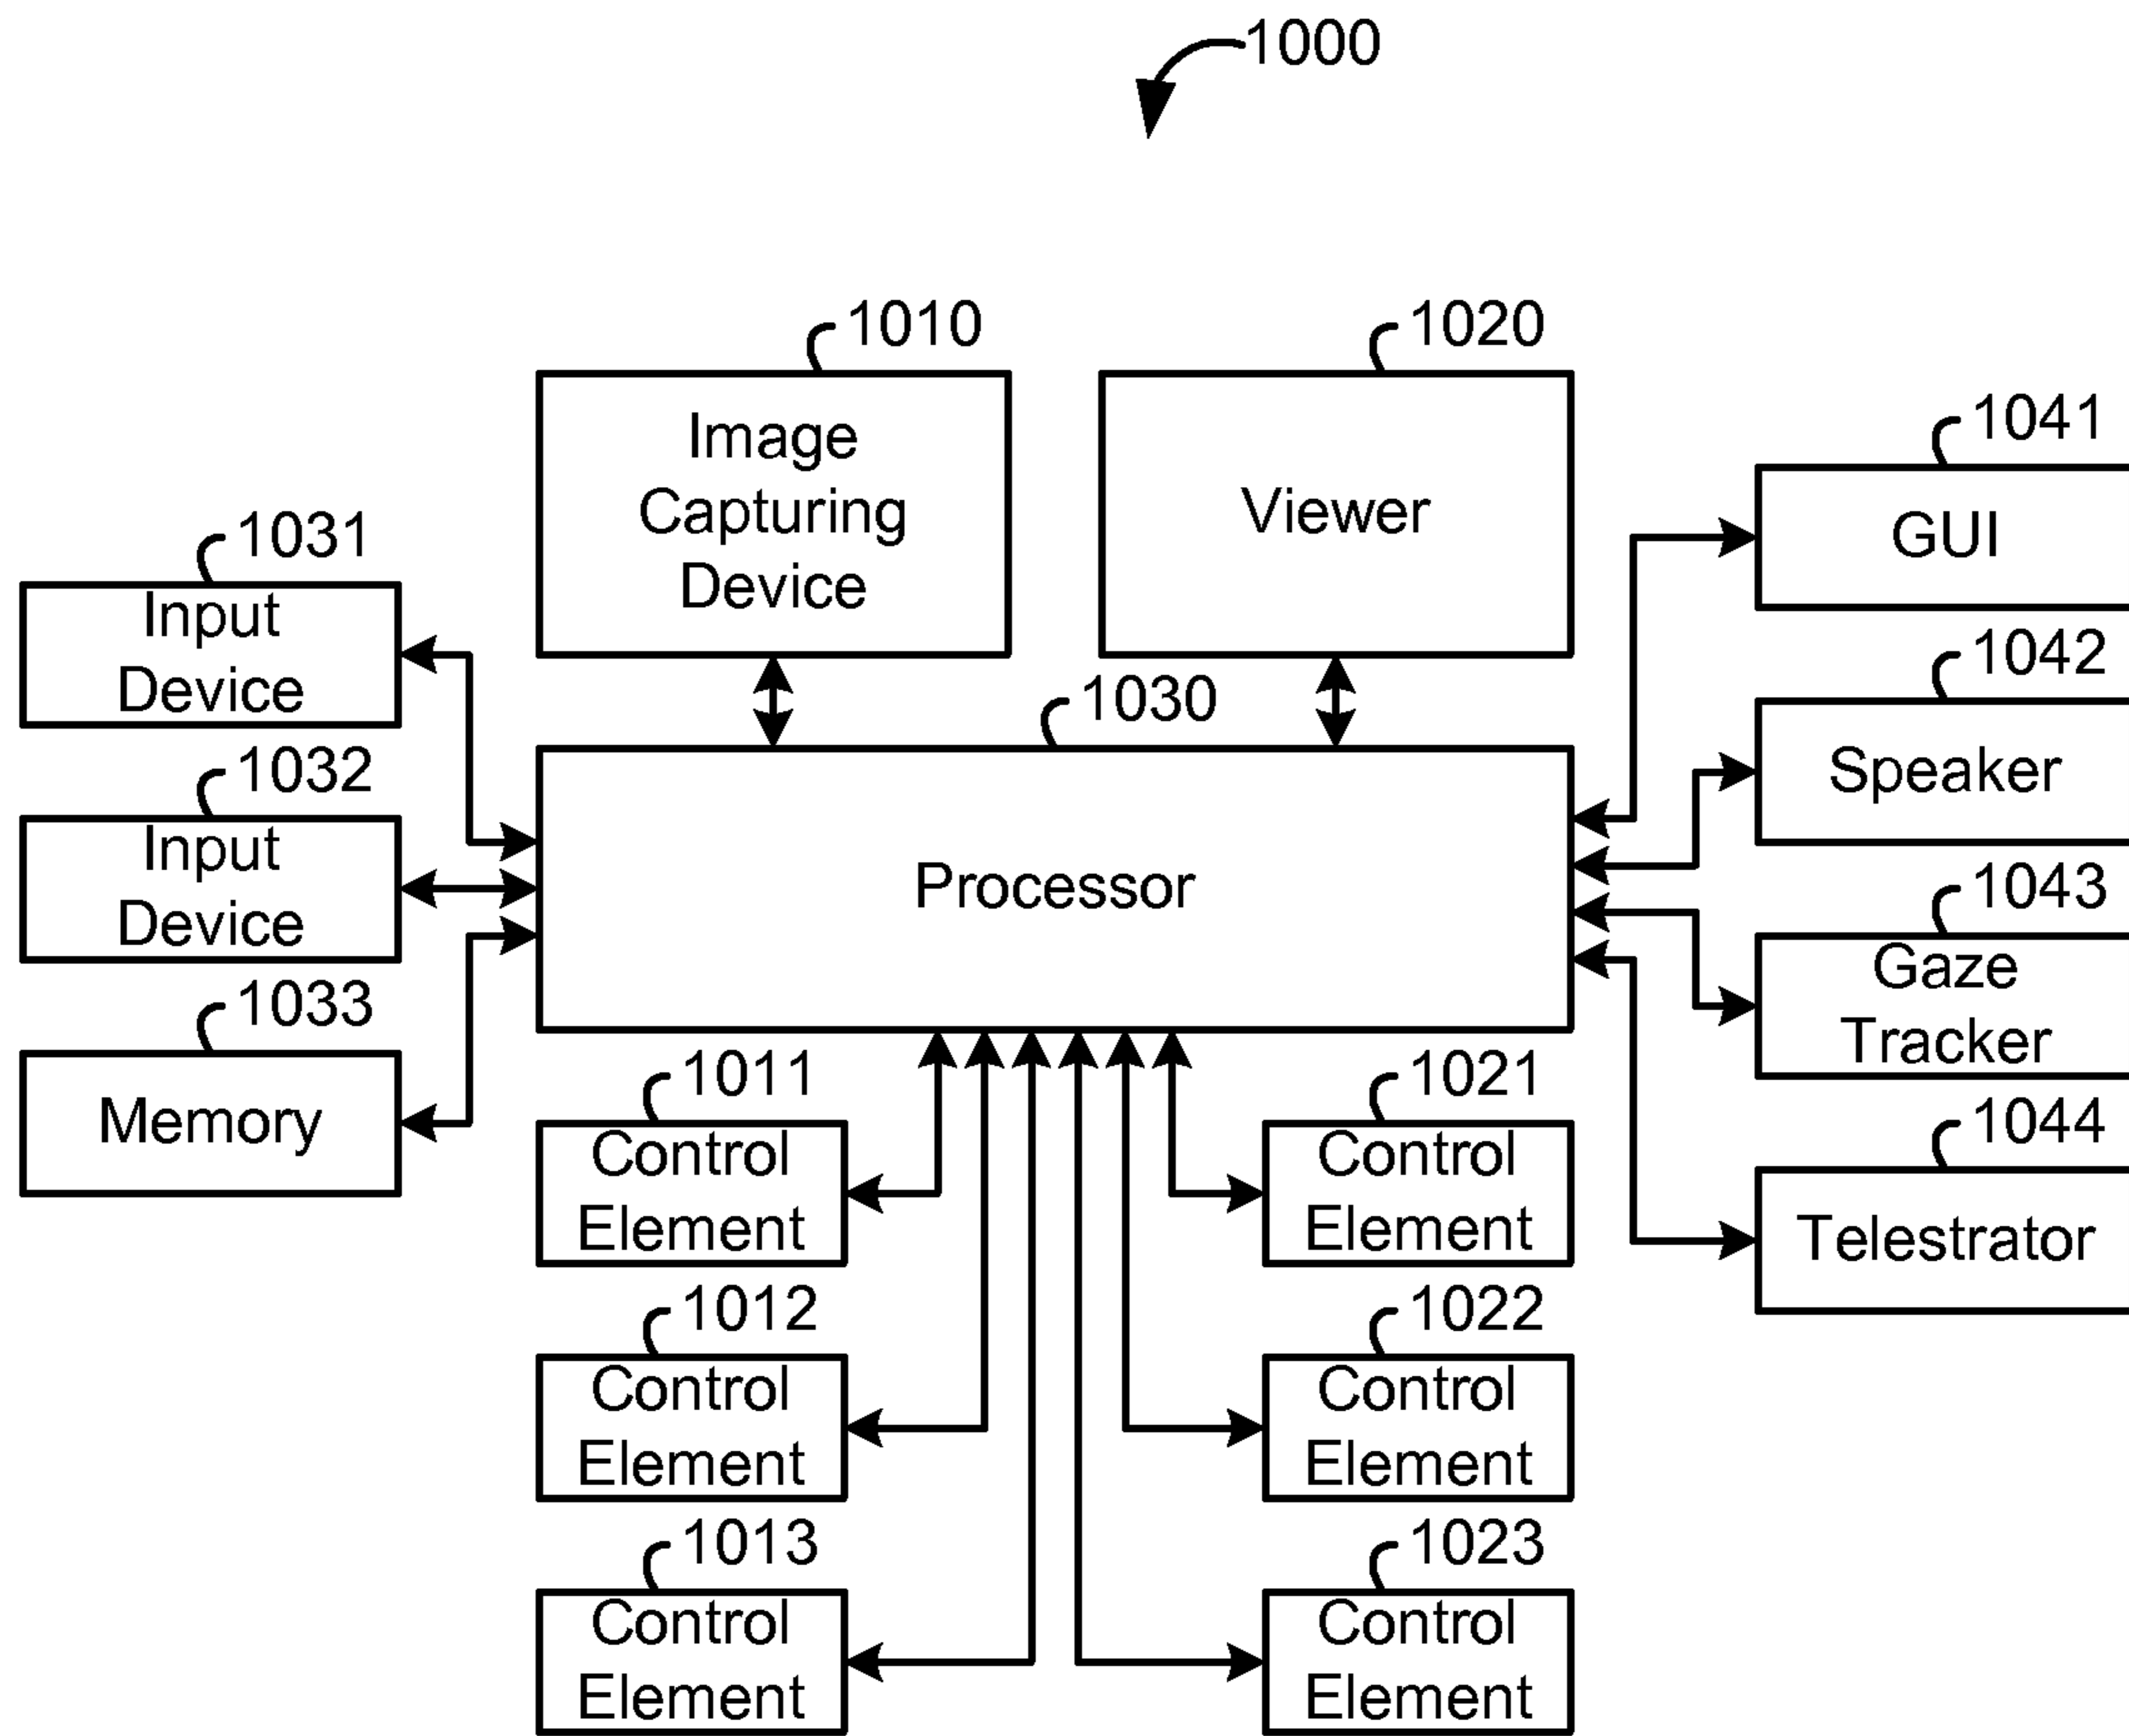 1000
1010
Image
Capturing
Device
1020
Viewer
1041
GUI
1031
Input
Device
1042
Speaker
1030
Processor
1032
Input
Device
1043
Gaze
Tracker
1033
Memory
1011
Control
Element
1021
Control
Element
1044
Telestrator
1012
Control
Element
1022
Control
Element
1013
Control
Element
1023
Control
Element